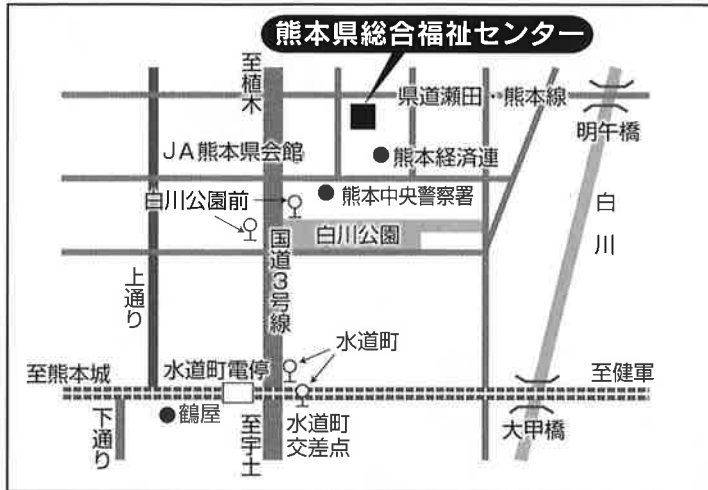 熊本県総合福祉センター
至植木
県道瀬田・熊本線
明午橋
JA熊本県会館
熊本経済連
白川公園前
熊本中央警察署
白川
白川公園
国道3号線
上通り
水道町
至熊本城
水道町電停
至健軍
下通り
鶴屋
至宇土
水道町
交差点
大甲橋